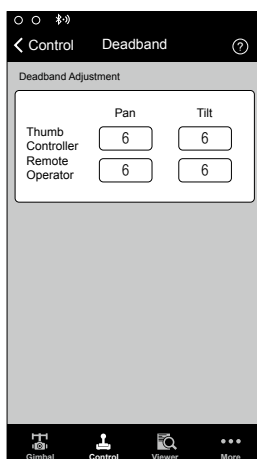 Control Deadband ?
Deadband Adjustment
Pan Tilt
Thumb
Controller 6 6
Remote
Operator 6 6
Gimbal Control Viewer More